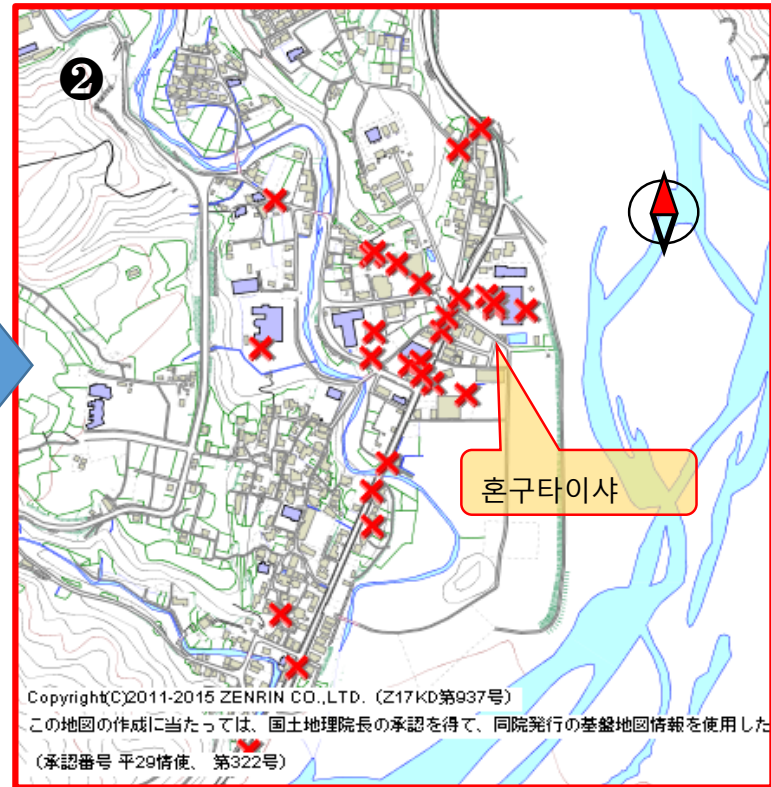 ❷
혼구타이샤
Copyright(C)2011-2015 ZENRIN CO.,LTD. (Z17KD第937号)
この地図の作成に当たっては、国土地理院長の承認を得て、同院発行の基盤地図情報を使用した
(承認番号 平29情使、 第322号)